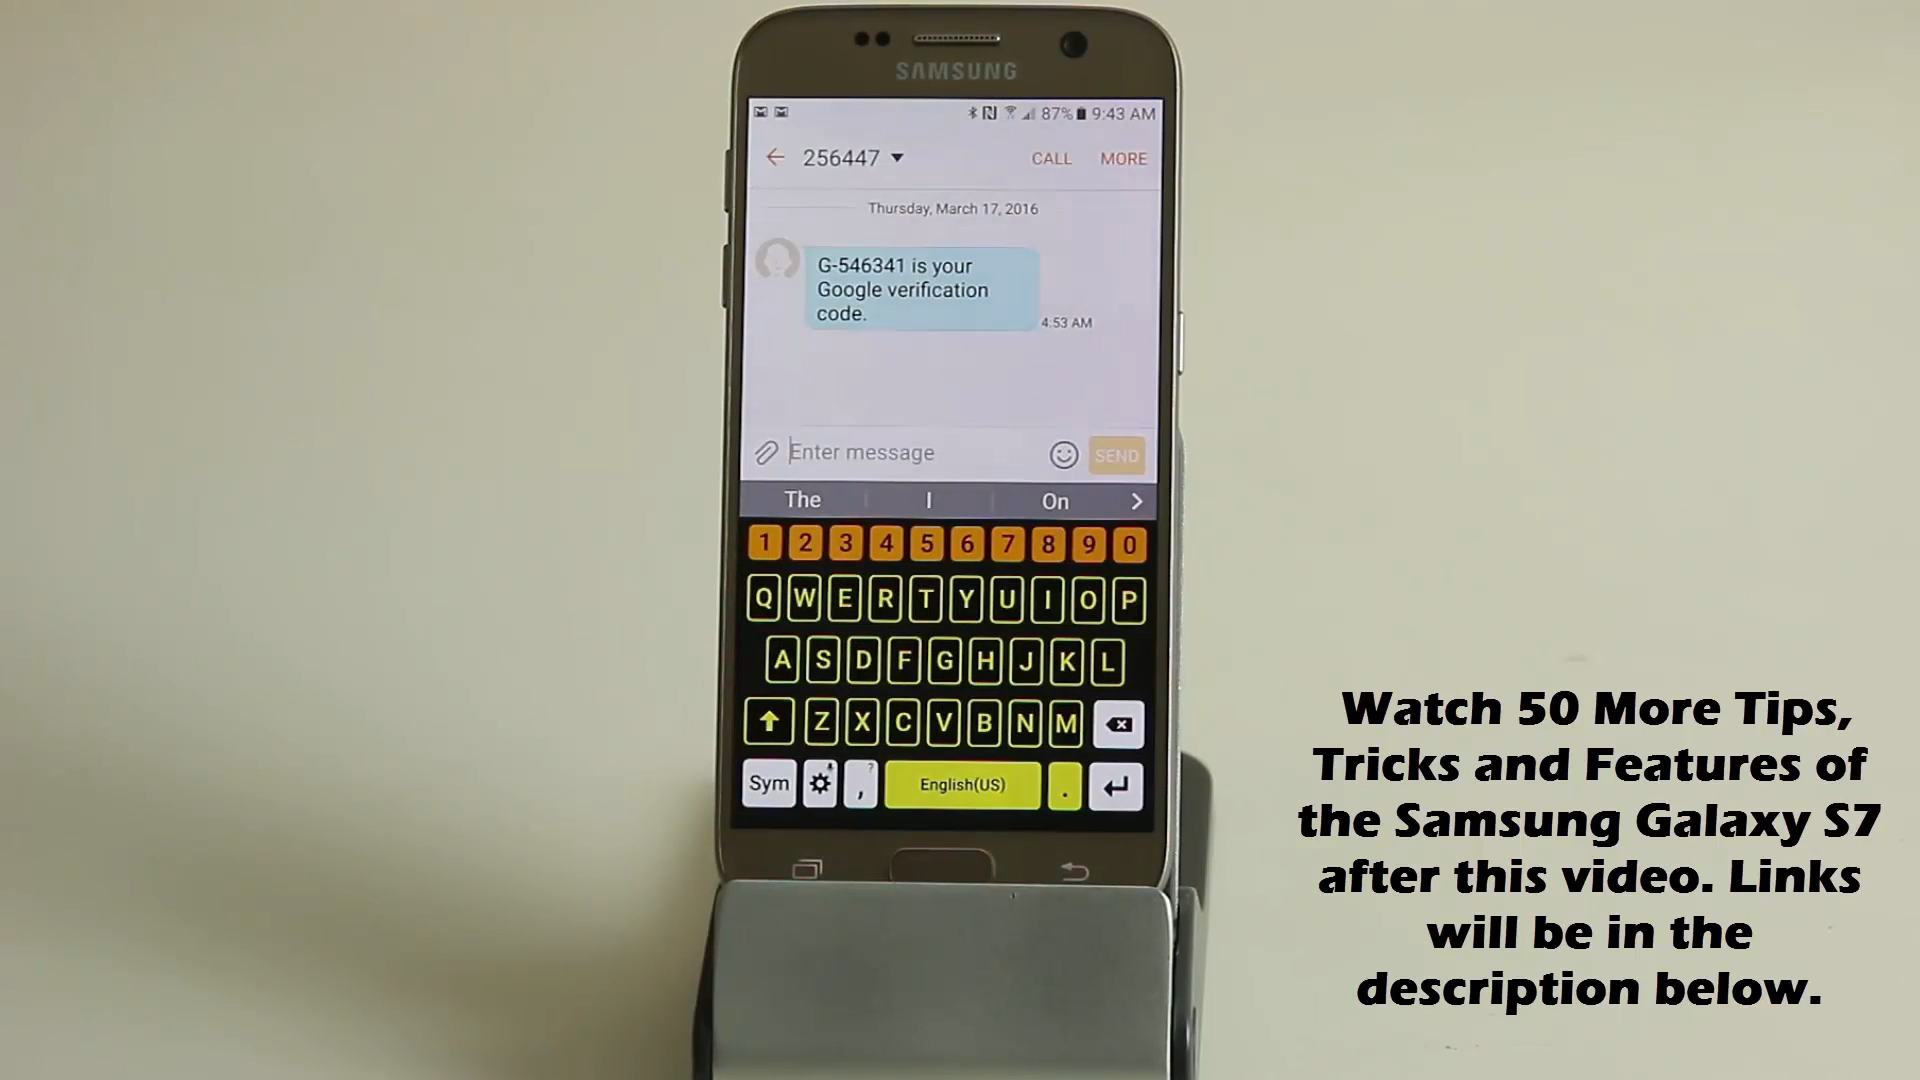 SAMSUNG
87% 9:43 AM
256447 CALL MORE
Thursday, March 17, 2016
G-546341 is your
Google verification
code.
4:53 AM
Enter message SEND
The I On
1 2 3 4 5 6 7 8 9 0
Q W E R T Y U I O P
A S D F G H J K L
Z X C V B N M
Sym , ? English(US) .
Watch 50 More Tips,
Tricks and Features of
the Samsung Galaxy S7
after this video. Links
will be in the
description below.